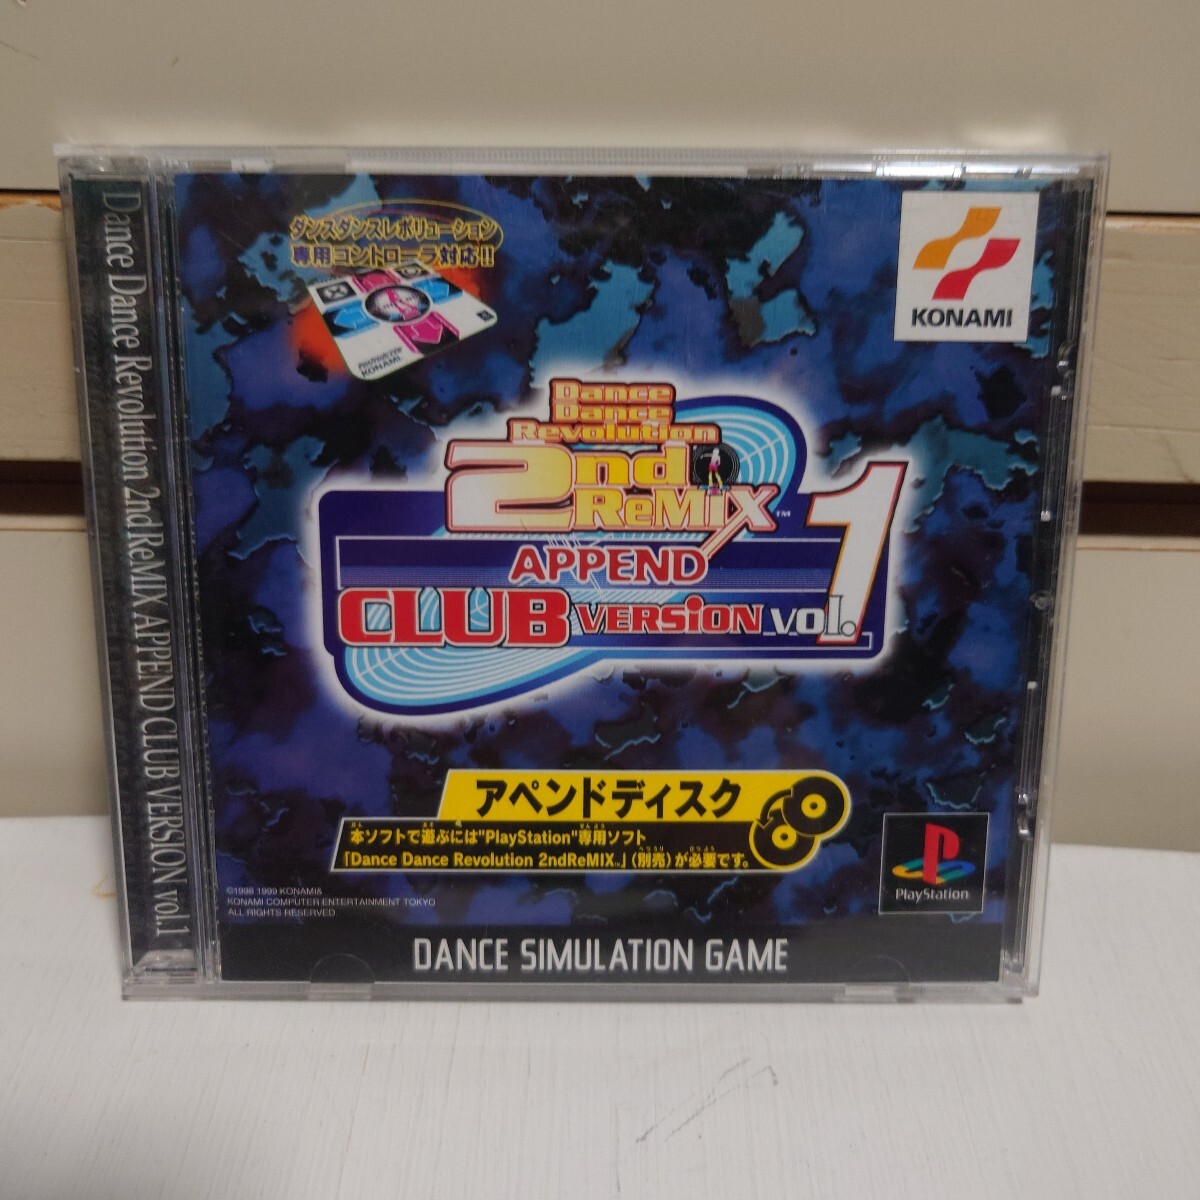 Dance Dance Revolution 2ndReMIX APPEND CLUB VERSION vol.1
ダンスダンスレボリューション
専用コントローラ対応!!
KONAMI
KONAMI
Dance
Dance
Revolution
2nd
ReMIX™
APPEND
CLUB VERSiON vol.1
アペンドディスク
本ソフトで遊ぶには"PlayStation"専用ソフト
「Dance Dance Revolution 2ndReMIX™」(別売)が必要です。
©1998 1999 KONAMI&
KONAMI COMPUTER ENTERTAINMENT TOKYO
ALL RIGHTS RESERVED
PlayStation
DANCE SIMULATION GAME